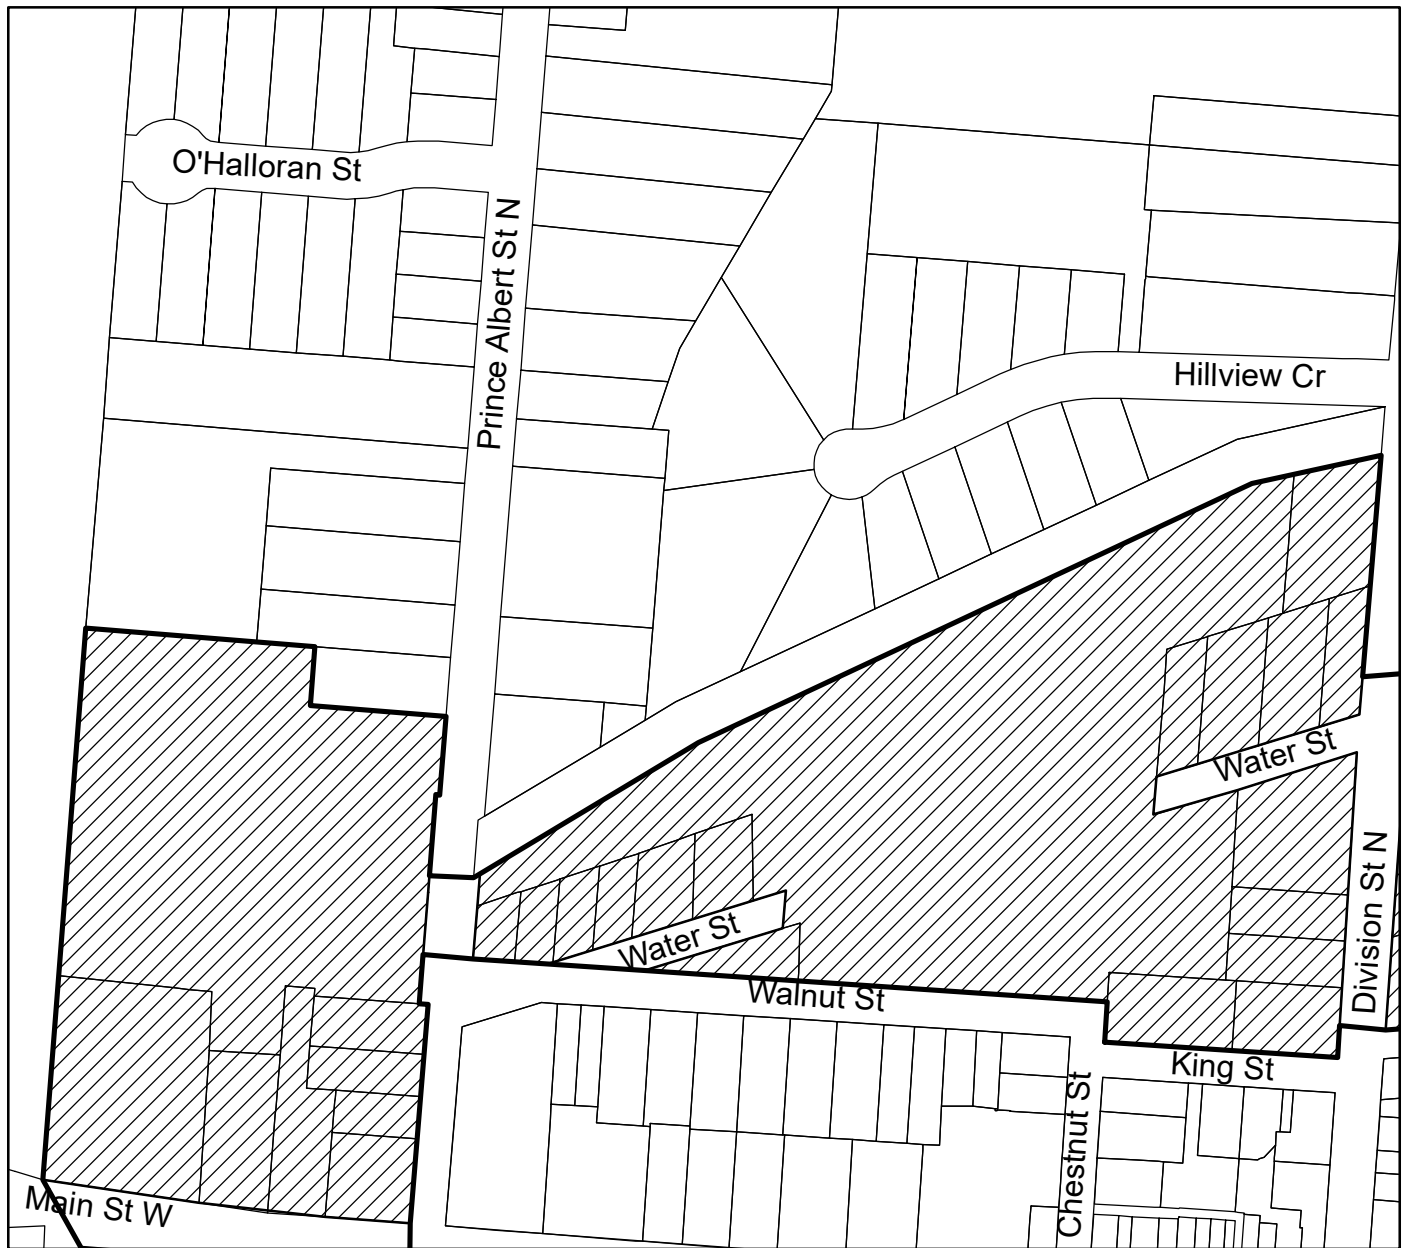 O'Halloran St
Prince Albert St N
Hillview Cr
Water St
Water St
Division St N
Walnut St
King St
Chestnut St
Main St W